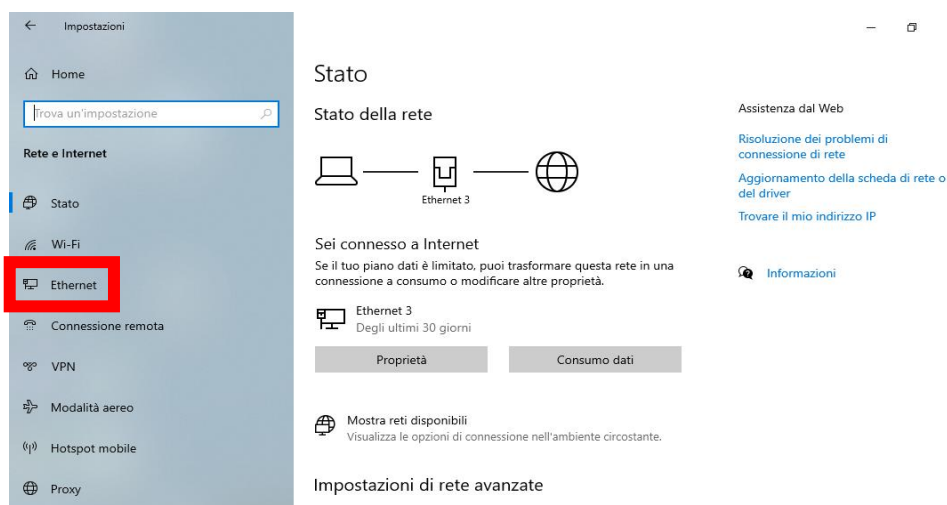 Impostazioni
Home
Trova un'impostazione
Rete e Internet
Stato
Wi-Fi
Ethernet
Connessione remota
VPN
Modalità aereo
Hotspot mobile
Proxy
Stato
Stato della rete
Ethernet 3
Sei connesso a Internet
Se il tuo piano dati è limitato, puoi trasformare questa rete in una
connessione a consumo o modificare altre proprietà.
Ethernet 3
Degli ultimi 30 giorni
Proprietà
Consumo dati
Mostra reti disponibili
Visualizza le opzioni di connessione nell'ambiente circostante.
Impostazioni di rete avanzate
Assistenza dal Web
Risoluzione dei problemi di
connessione di rete
Aggiornamento della scheda di rete o
del driver
Trovare il mio indirizzo IP
Informazioni